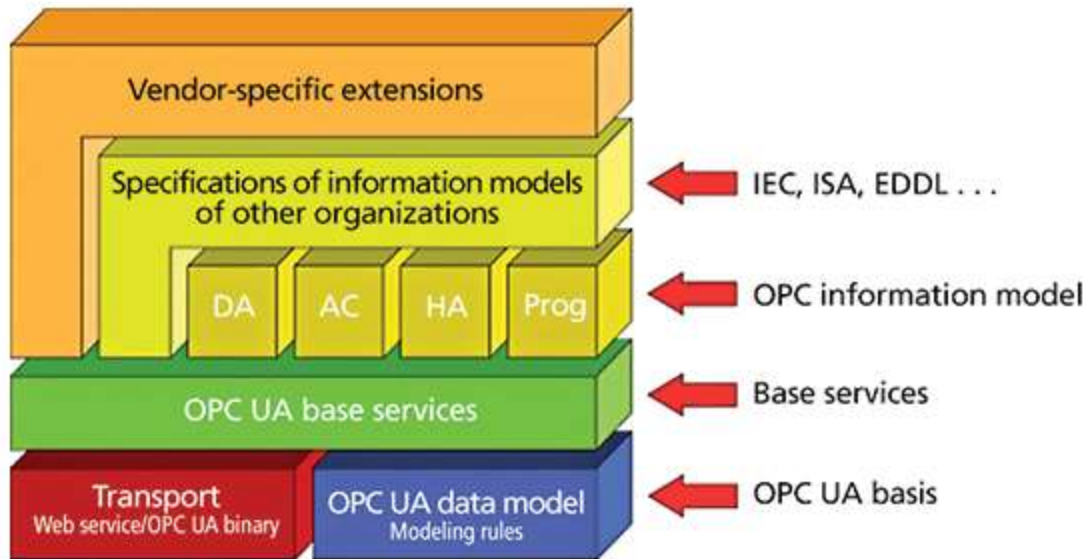 Vendor-specific extensions
Specifications of information models
of other organizations
IEC, ISA, EDDL . . .
DA
AC
HA
Prog
OPC information model
OPC UA base services
Base services
Transport
Web service/OPC UA binary
OPC UA data model
Modeling rules
OPC UA basis